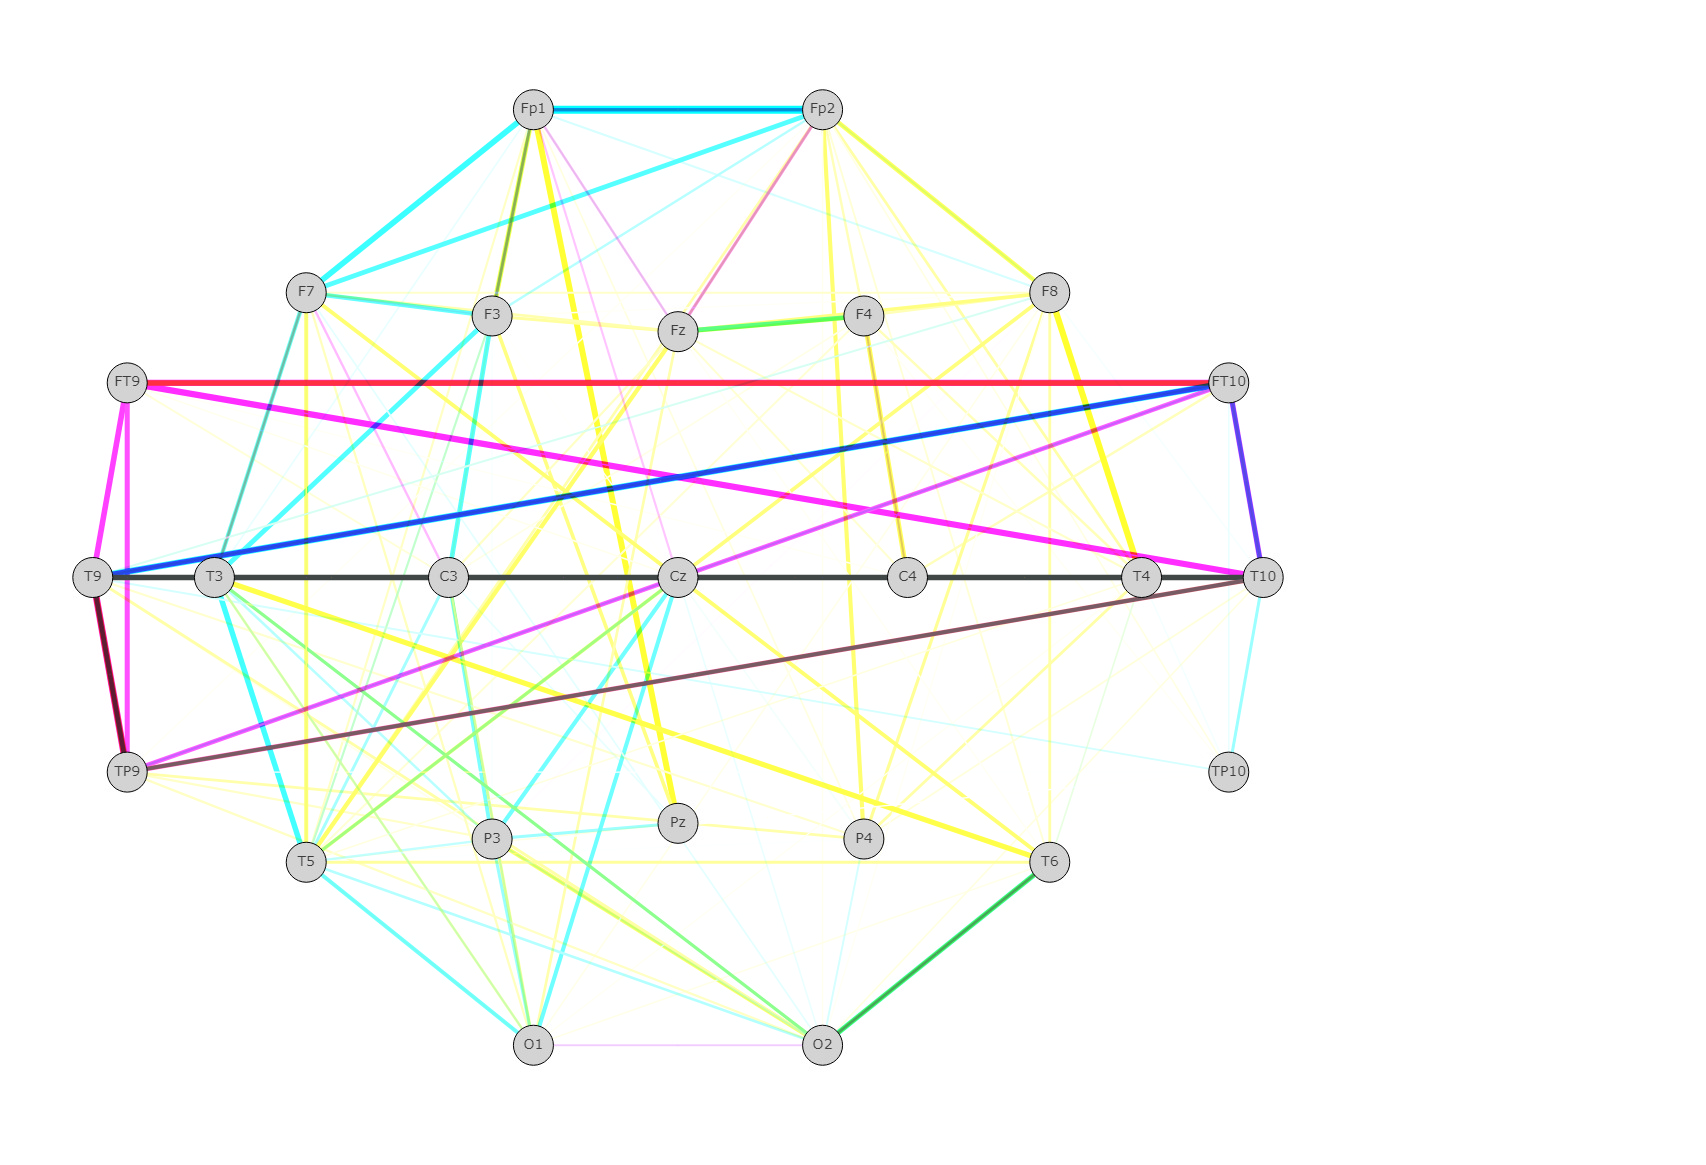 Fp1 Fp2
F7 F3 Fz F4 F8
FT9 FT10
T9 T3 C3 Cz C4 T4 T10
TP9 TP10
T5 P3 Pz P4 T6
O1 O2